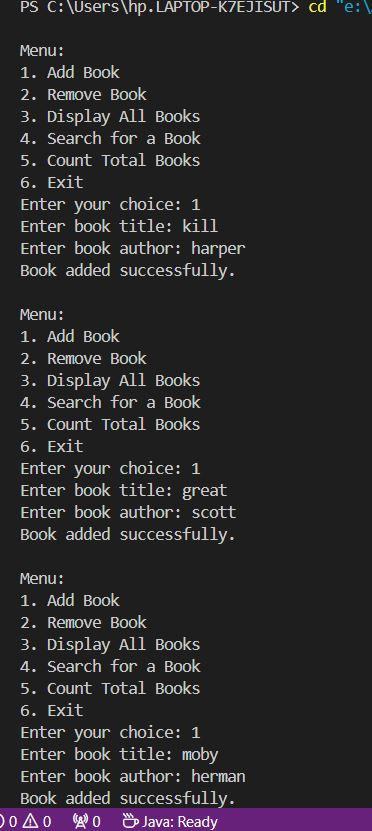 PS C:\Users\hp.LAPTOP-K7EJISUT> cd "e:\
Menu:
1. Add Book
2. Remove Book
3. Display All Books
4. Search for a Book
5. Count Total Books
6. Exit
Enter your choice: 1
Enter book title: kill
Enter book author: harper
Book added successfully.
Menu:
1. Add Book
2. Remove Book
3. Display All Books
4. Search for a Book
5. Count Total Books
6. Exit
Enter your choice: 1
Enter book title: great
Enter book author: scott
Book added successfully.
Menu:
1. Add Book
2. Remove Book
3. Display All Books
4. Search for a Book
5. Count Total Books
6. Exit
Enter your choice: 1
Enter book title: moby
Enter book author: herman
Book added successfully.
0 0 0 Java: Ready